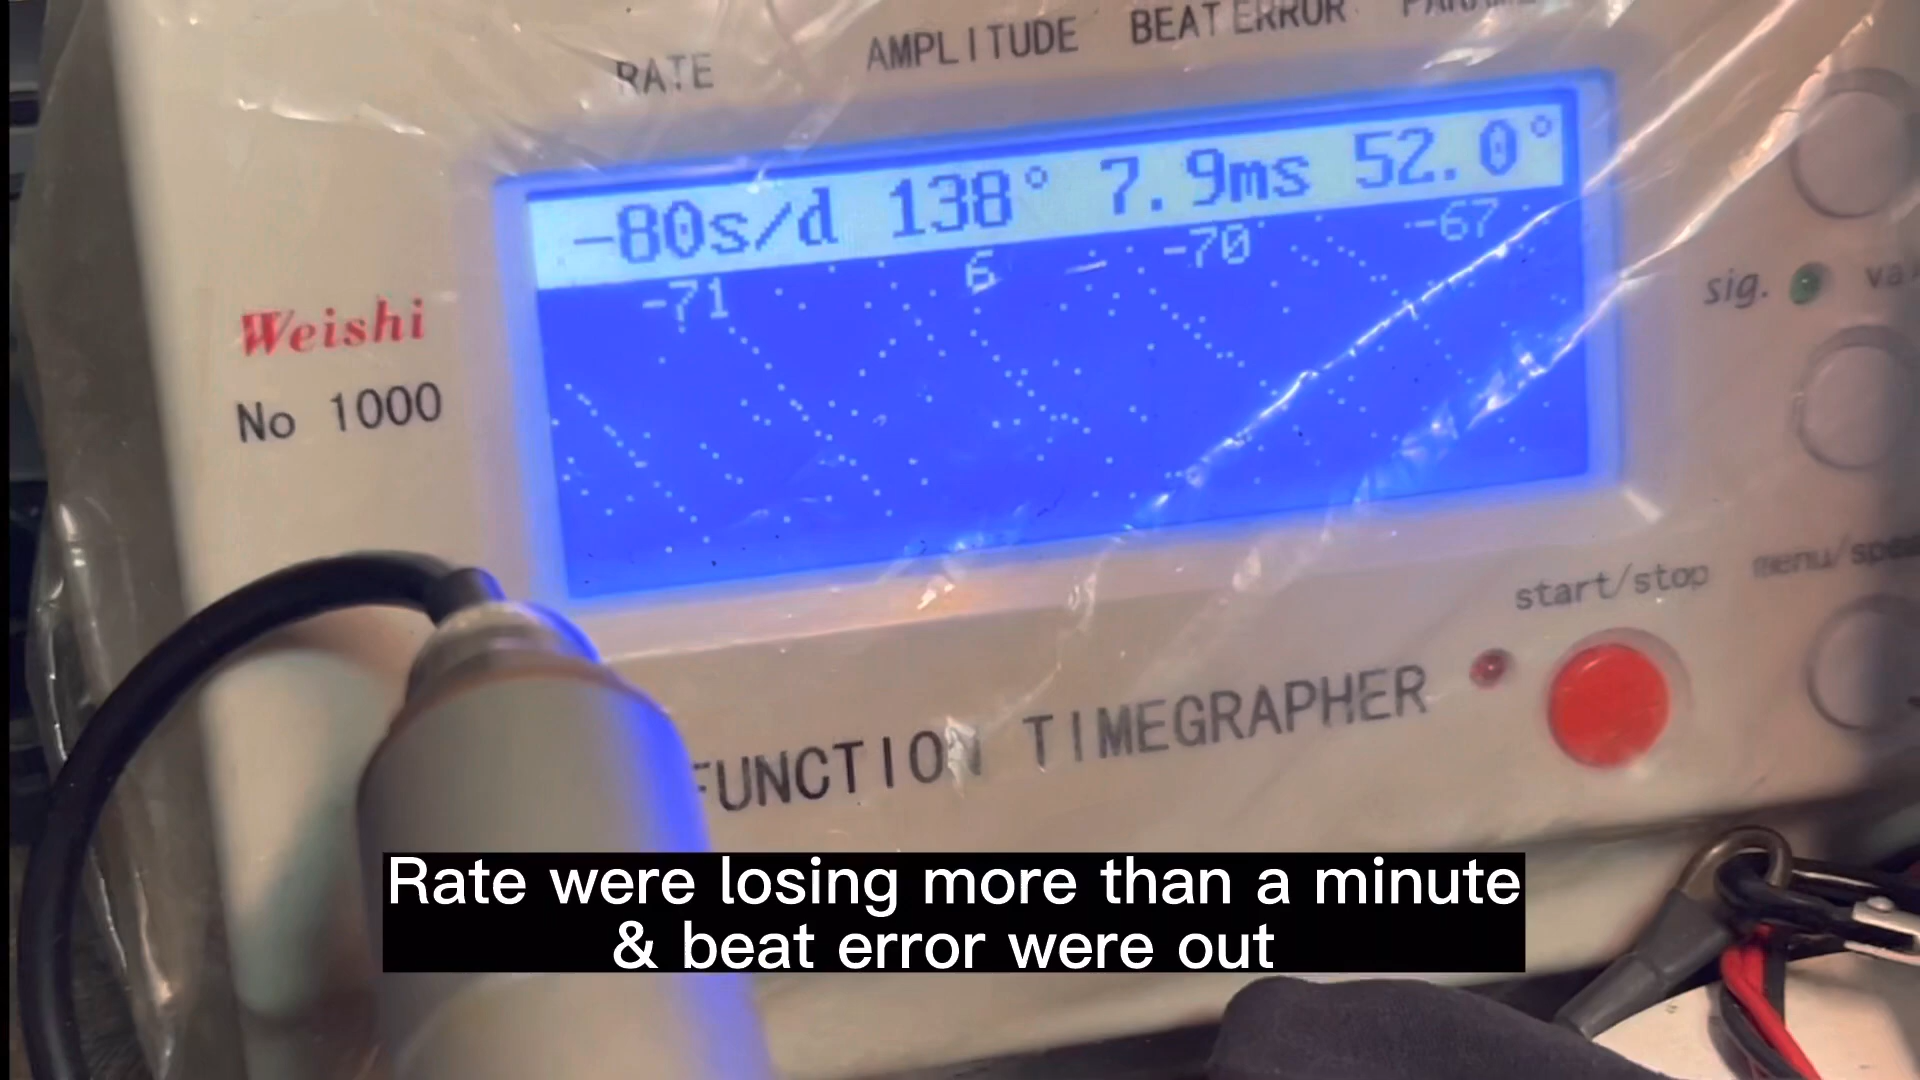 RATE AMPLITUDE BEAT ERROR
-80s/d 138° 7.9ms 52.0°
-71 6 -70 -67
sig.
Weishi
No 1000
start/stop
FUNCTION TIMEGRAPHER
Rate were losing more than a minute
& beat error were out